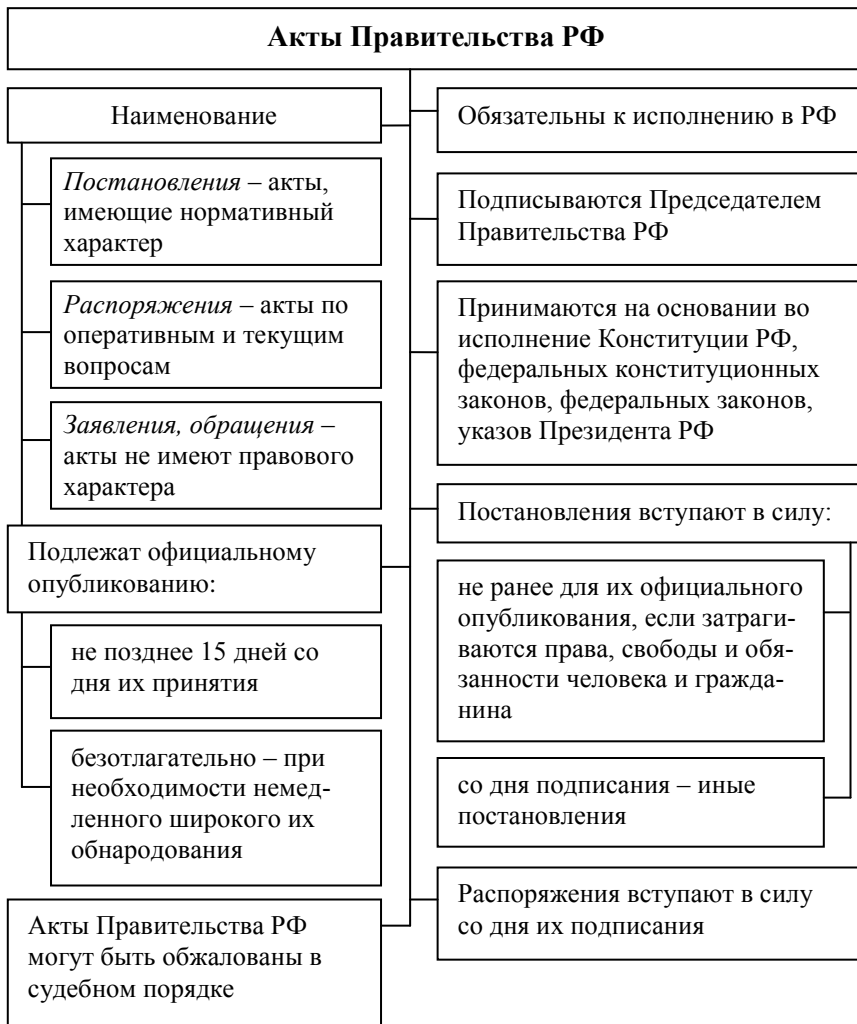 Акты Правительства РФ
Наименование
Постановления – акты,
имеющие нормативный
характер
Распоряжения – акты по
оперативным и текущим
вопросам
Заявления, обращения –
акты не имеют правового
характера
Подлежат официальному
опубликованию:
не позднее 15 дней со
дня их принятия
безотлагательно – при
необходимости немед-
ленного широкого их
обнародования
Акты Правительства РФ
могут быть обжалованы в
судебном порядке
Обязательны к исполнению в РФ
Подписываются Председателем
Правительства РФ
Принимаются на основании во
исполнение Конституции РФ,
федеральных конституционных
законов, федеральных законов,
указов Президента РФ
Постановления вступают в силу:
не ранее для их официального
опубликования, если затраги-
ваются права, свободы и обя-
занности человека и гражда-
нина
со дня подписания – иные
постановления
Распоряжения вступают в силу
со дня их подписания